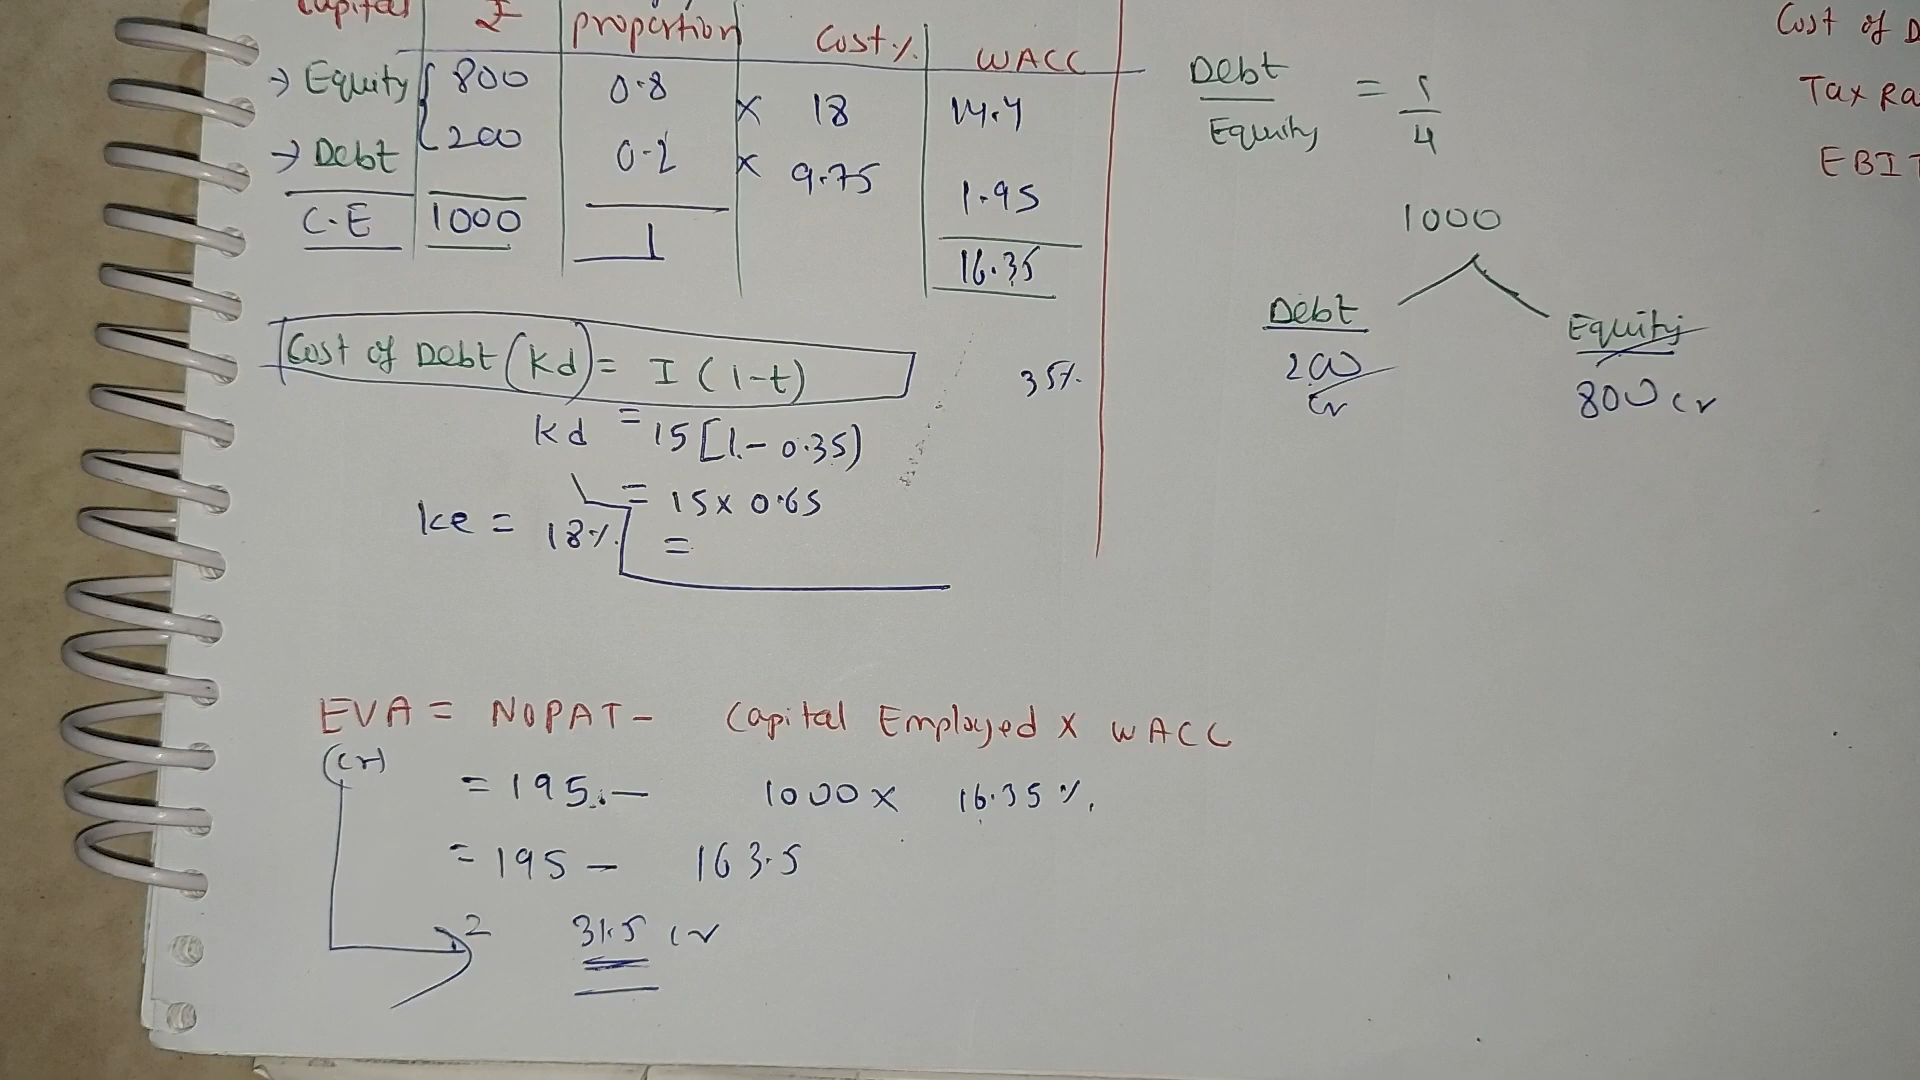 Capital ₹ proportion Cost% WACC
→ Equity 800 0.8 × 18 14.4
→ Debt 200 0.2 × 9.75 1.95
C.E 1000 1 16.35
Cost of Debt (Kd) = I (1-t)
35%
Kd = 15 [1-0.35)
= 15 x 0.65
=
Ke = 18%
EVA = NOPAT - Capital Employed X WACC
(cr)
= 195 - 1000 x 16.35 %
= 195 - 163.5
31.5 cr
Debt = 1
Equity 4
1000
Debt Equity
200 cr 800 cr
Cost of D
Tax Ra
EBIT